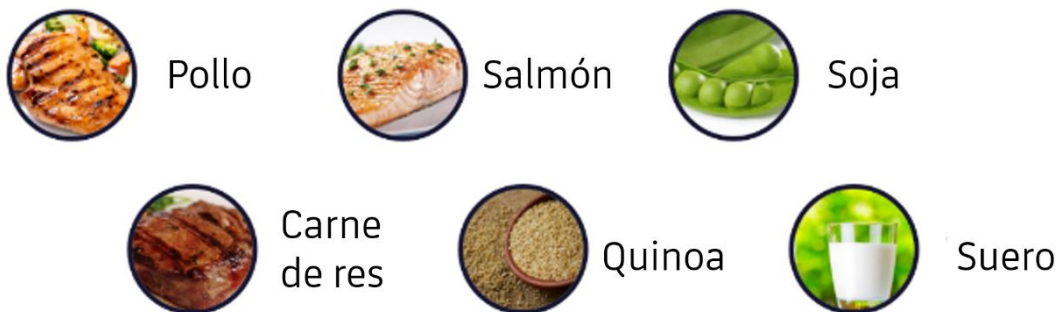 Pollo
Salmón
Soja
Carne
de res
Quinoa
Suero